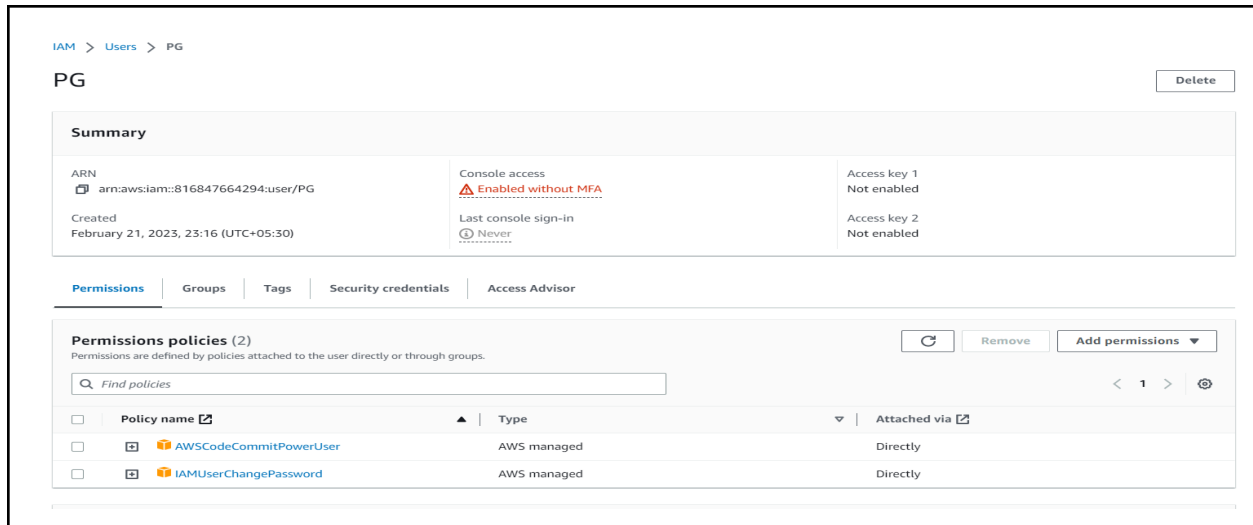 IAM > Users > PG
PG
Delete
Summary
ARN
arn:aws:iam::816847664294:user/PG
Created
February 21, 2023, 23:16 (UTC+05:30)
Console access
Enabled without MFA
Last console sign-in
Never
Access key 1
Not enabled
Access key 2
Not enabled
Permissions Groups Tags Security credentials Access Advisor
Permissions policies (2)
Permissions are defined by policies attached to the user directly or through groups.
Remove Add permissions
Find policies
< 1 >
Policy name Type Attached via
AWSCodeCommitPowerUser AWS managed Directly
IAMUserChangePassword AWS managed Directly